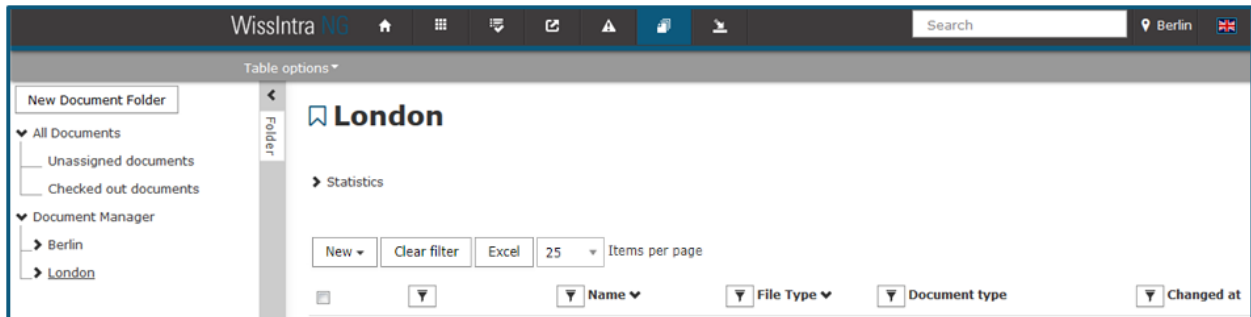 WissIntra NG Search Berlin
Table options
New Document Folder
All Documents
Unassigned documents
Checked out documents
Document Manager
Berlin
London
Folder
London
Statistics
New Clear filter Excel 25 Items per page
Name File Type Document type Changed at